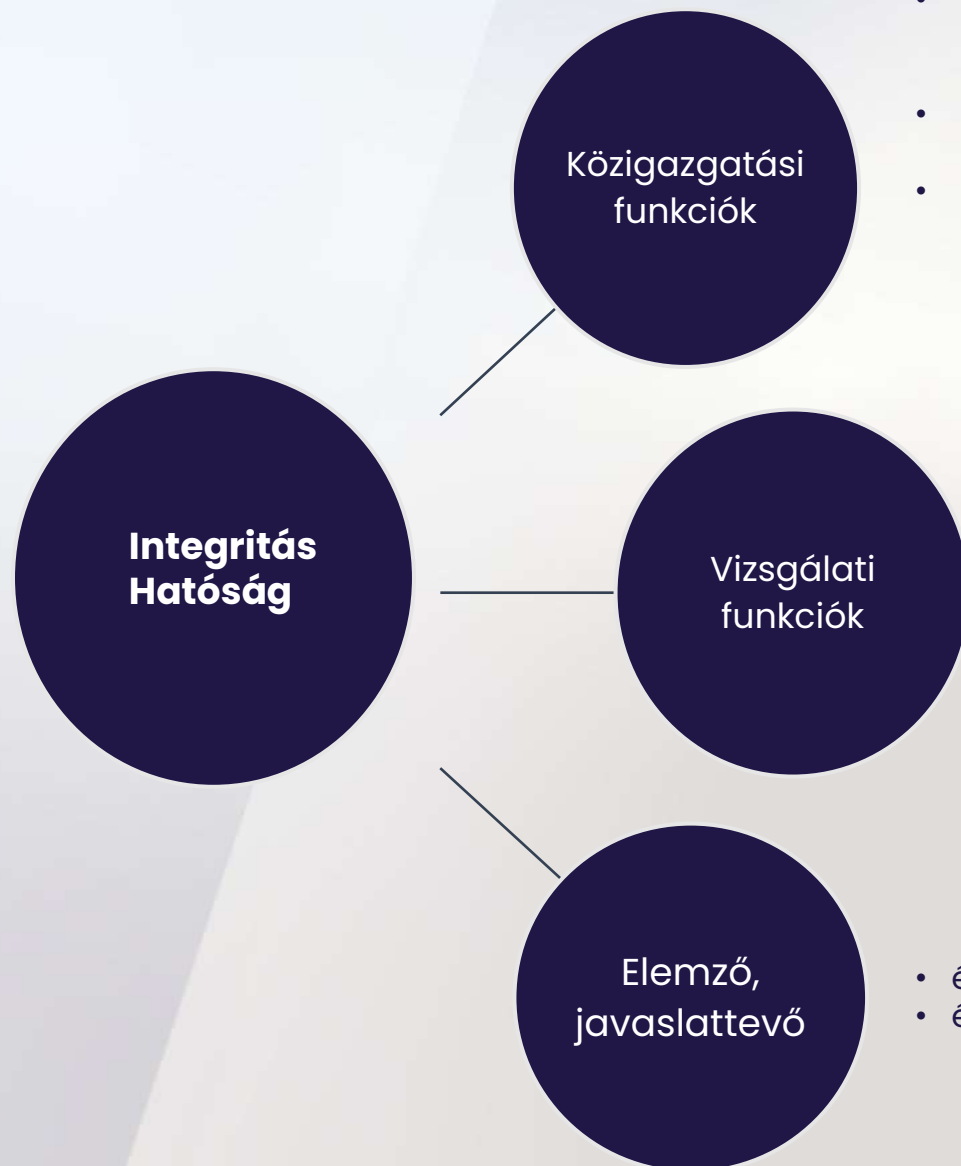 Közigazgatási
funkciók
Integritás
Hatóság
Vizsgálati
funkciók
Elemző,
javaslattevő